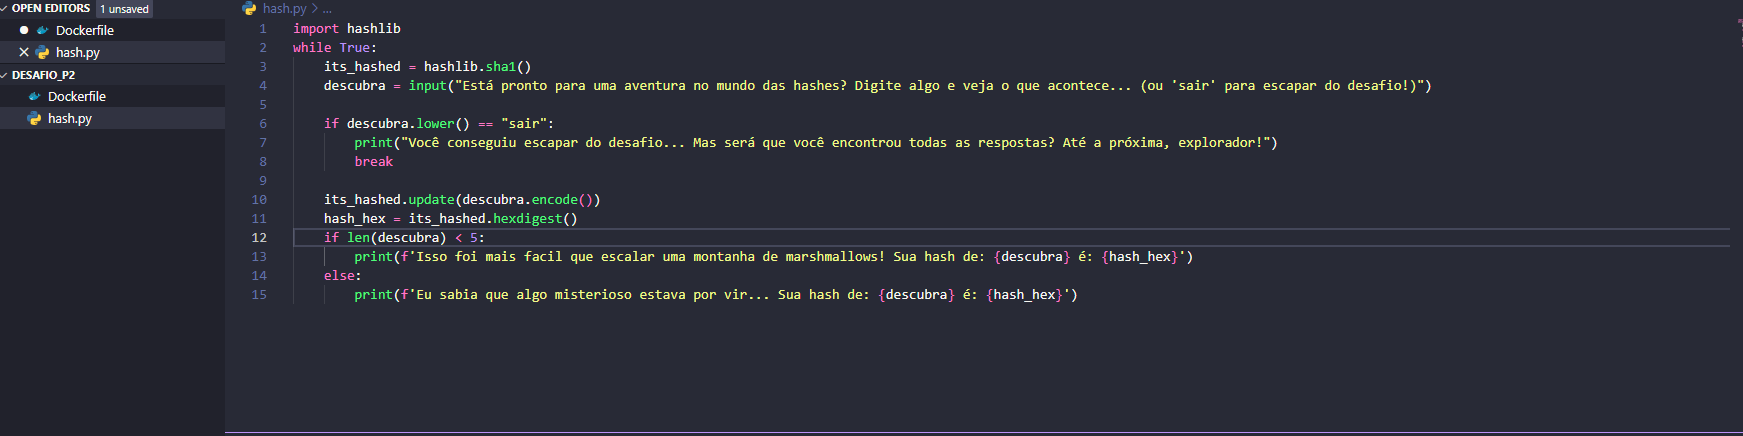 OPEN EDITORS 1 unsaved
Dockerfile
hash.py
DESAFIO_P2
Dockerfile
hash.py
hash.py > ...
1 import hashlib
2 while True:
3 its_hashed = hashlib.sha1()
4 descubra = input("Está pronto para uma aventura no mundo das hashes? Digite algo e veja o que acontece... (ou 'sair' para escapar do desafio!)")
5
6 if descubra.lower() == "sair":
7 print("Você conseguiu escapar do desafio... Mas será que você encontrou todas as respostas? Até a próxima, explorador!")
8 break
9
10 its_hashed.update(descubra.encode())
11 hash_hex = its_hashed.hexdigest()
12 if len(descubra) < 5:
13 print(f'Isso foi mais facil que escalar uma montanha de marshmallows! Sua hash de: {descubra} é: {hash_hex}')
14 else:
15 print(f'Eu sabia que algo misterioso estava por vir... Sua hash de: {descubra} é: {hash_hex}')